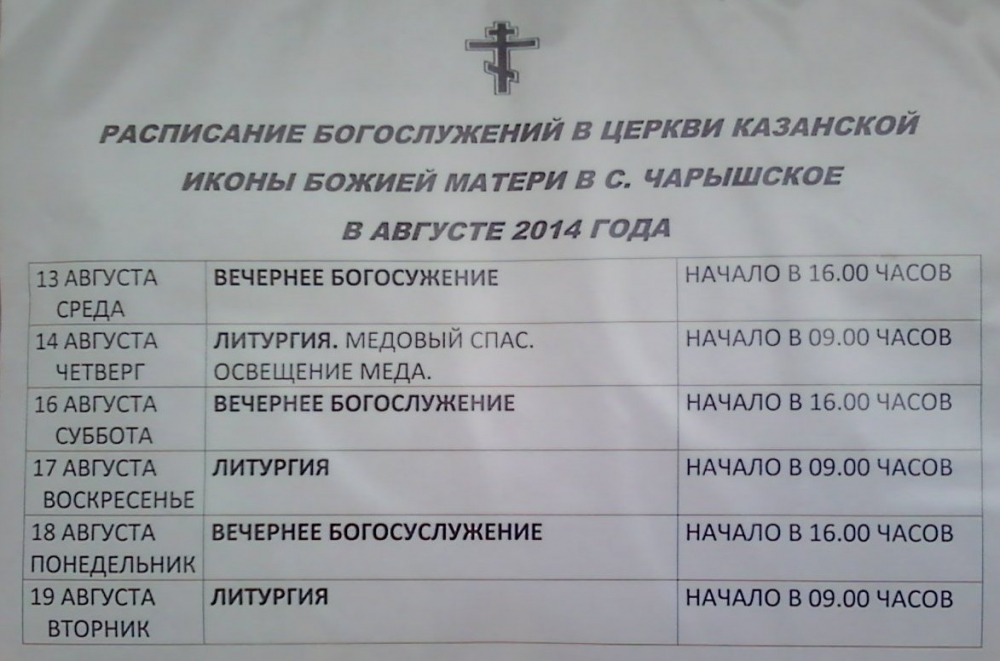 РАСПИСАНИЕ БОГОСЛУЖЕНИЙ В ЦЕРКВИ КАЗАНСКОЙ
ИКОНЫ БОЖИЕЙ МАТЕРИ В С. ЧАРЫШСКОЕ
В АВГУСТЕ 2014 ГОДА
13 АВГУСТА ВЕЧЕРНЕЕ БОГОСУЖЕНИЕ НАЧАЛО В 16.00 ЧАСОВ
СРЕДА
14 АВГУСТА ЛИТУРГИЯ. МЕДОВЫЙ СПАС. НАЧАЛО В 09.00 ЧАСОВ
ЧЕТВЕРГ ОСВЕЩЕНИЕ МЕДА.
16 АВГУСТА ВЕЧЕРНЕЕ БОГОСЛУЖЕНИЕ НАЧАЛО В 16.00 ЧАСОВ
СУББОТА
17 АВГУСТА ЛИТУРГИЯ НАЧАЛО В 09.00 ЧАСОВ
ВОСКРЕСЕНЬЕ
18 АВГУСТА ВЕЧЕРНЕЕ БОГОСУСЛУЖЕНИЕ НАЧАЛО В 16.00 ЧАСОВ
ПОНЕДЕЛЬНИК
19 АВГУСТА ЛИТУРГИЯ НАЧАЛО В 09.00 ЧАСОВ
ВТОРНИК